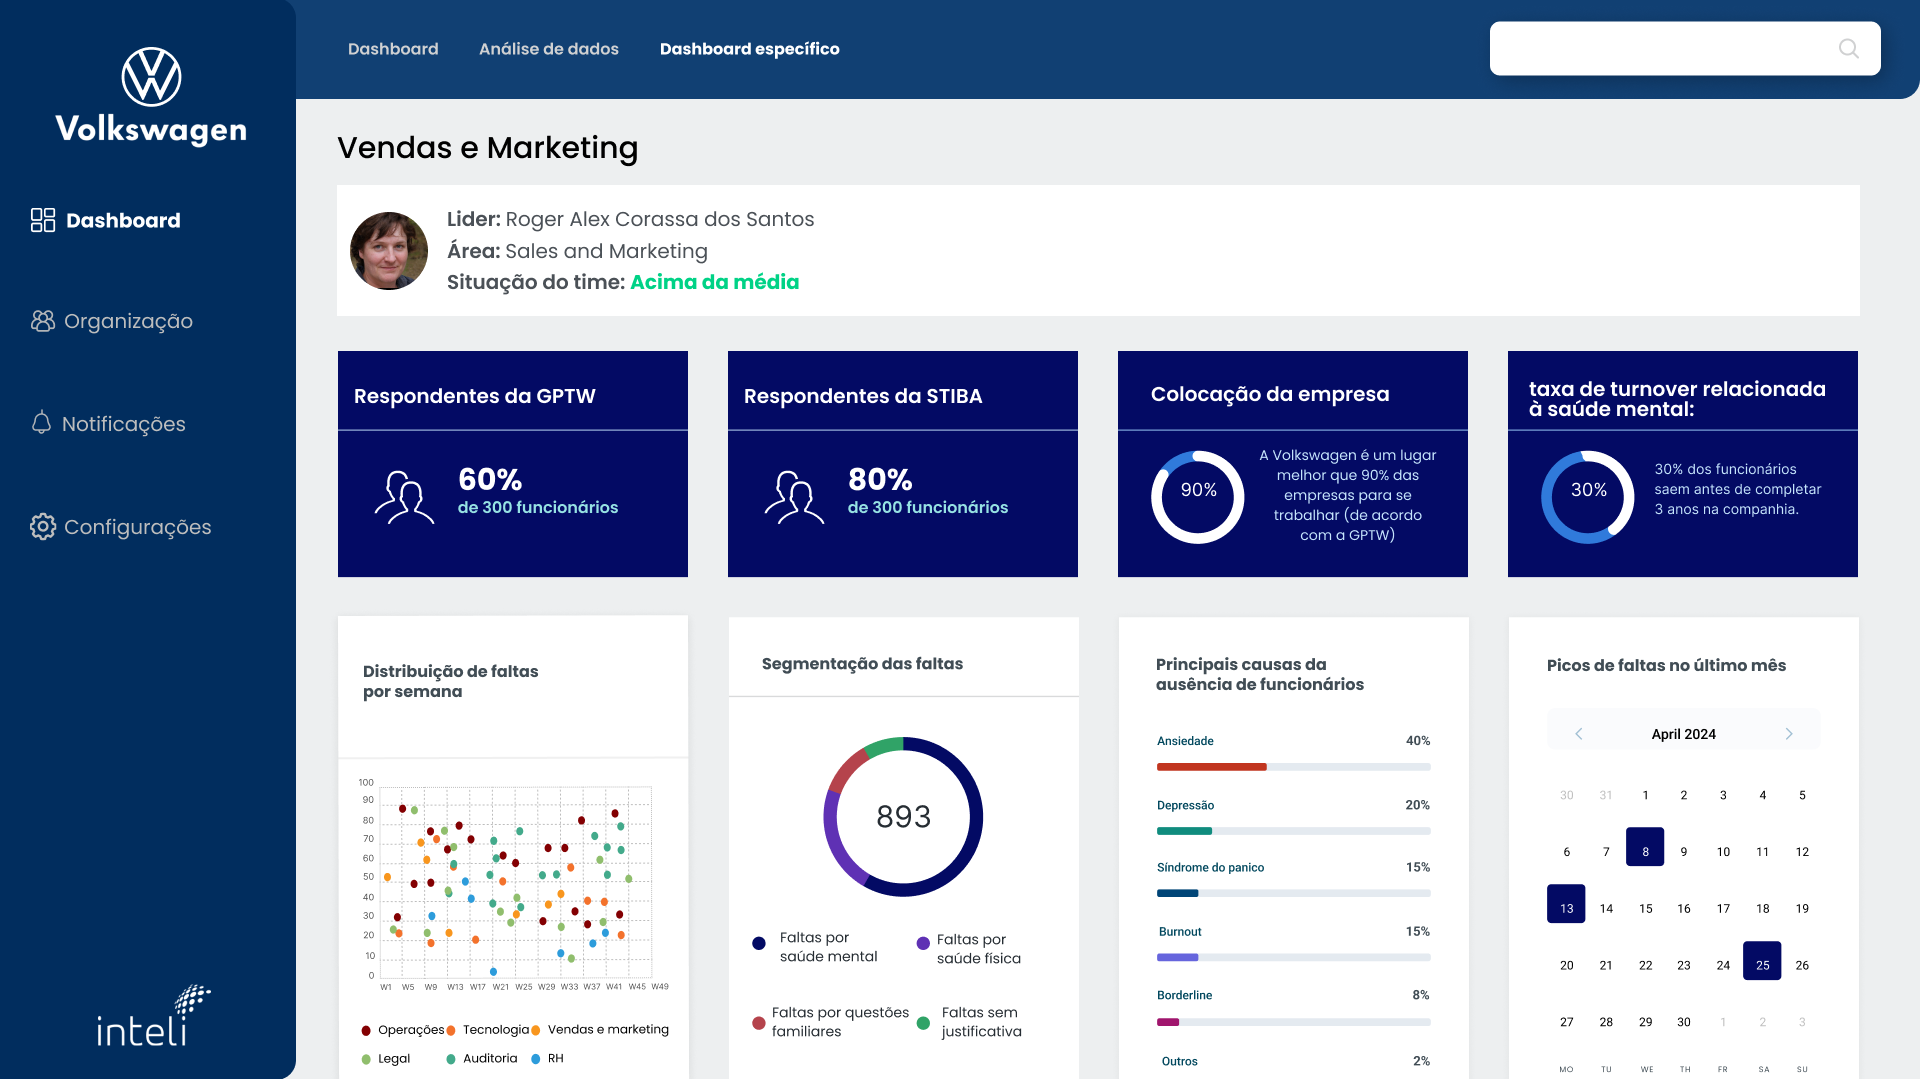 Volkswagen
Dashboard
Organização
Notificações
Configurações
inteli
Dashboard
Análise de dados
Dashboard específico
Vendas e Marketing
Lider: Roger Alex Corassa dos Santos
Área: Sales and Marketing
Situação do time: Acima da média
Respondentes da GPTW
60%
de 300 funcionários
Respondentes da STIBA
80%
de 300 funcionários
Colocação da empresa
90%
A Volkswagen é um lugar
melhor que 90% das
empresas para se
trabalhar (de acordo
com a GPTW)
taxa de turnover relacionada
à saúde mental:
30%
30% dos funcionários
saem antes de completar
3 anos na companhia.
Distribuição de faltas
por semana
100
90
80
70
60
50
40
30
20
10
0
W1 W5 W9 W13 W17 W21 W25 W29 W33 W37 W41 W45 W49
Operações Tecnologia Vendas e marketing
Legal Auditoria RH
Segmentação das faltas
893
Faltas por
saúde mental
Faltas por
saúde física
Faltas por questões
familiares
Faltas sem
justificativa
Principais causas da
ausência de funcionários
Ansiedade 40%
Depressão 20%
Síndrome do panico 15%
Burnout 15%
Borderline 8%
Outros 2%
Picos de faltas no último mês
April 2024
30 31 1 2 3 4 5
6 7 8 9 10 11 12
13 14 15 16 17 18 19
20 21 22 23 24 25 26
27 28 29 30 1 2 3
MO TU WE TH FR SA SU